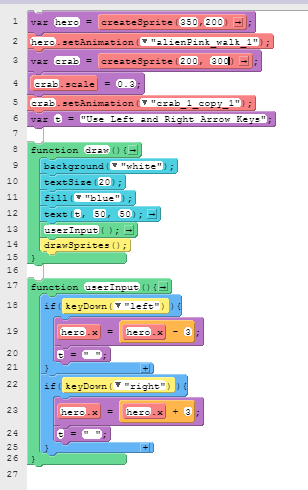 1 var hero = createSprite(350,200);
2 hero.setAnimation("alienPink_walk_1");
3 var crab = createSprite(200, 300);
4 crab.scale = 0.3;
5 crab.setAnimation("crab_1_copy_1");
6 var t = "Use Left and Right Arrow Keys";
7
8 function draw(){
9 background("white");
10 textSize(20);
11 fill("blue");
12 text(t, 50, 50);
13 userInput();
14 drawSprites();
15 }
16
17 function userInput(){
18 if(keyDown("left")){
19 hero.x = hero.x - 3;
20 t = " ";
21 }
22 if(keyDown("right")){
23 hero.x = hero.x + 3;
24 t = " ";
25 }
26 }
27